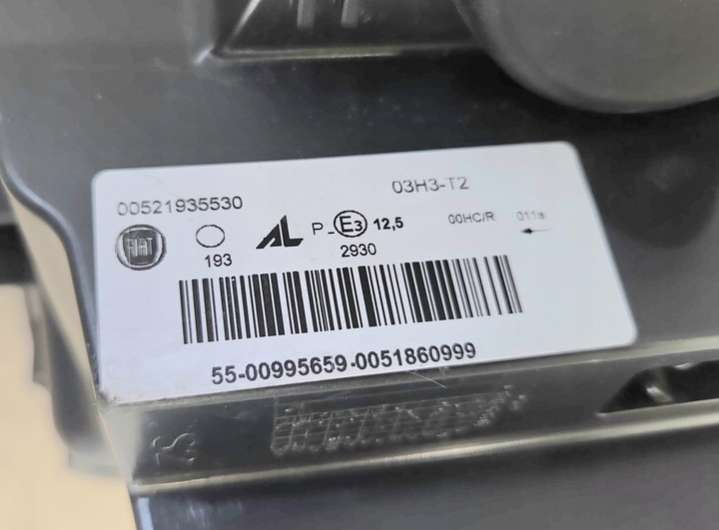 00521935530
03H3-T2
FIAT
193
AL
P-
E3
12,5
2930
00HC/R
011a
55-00995659-0051860999